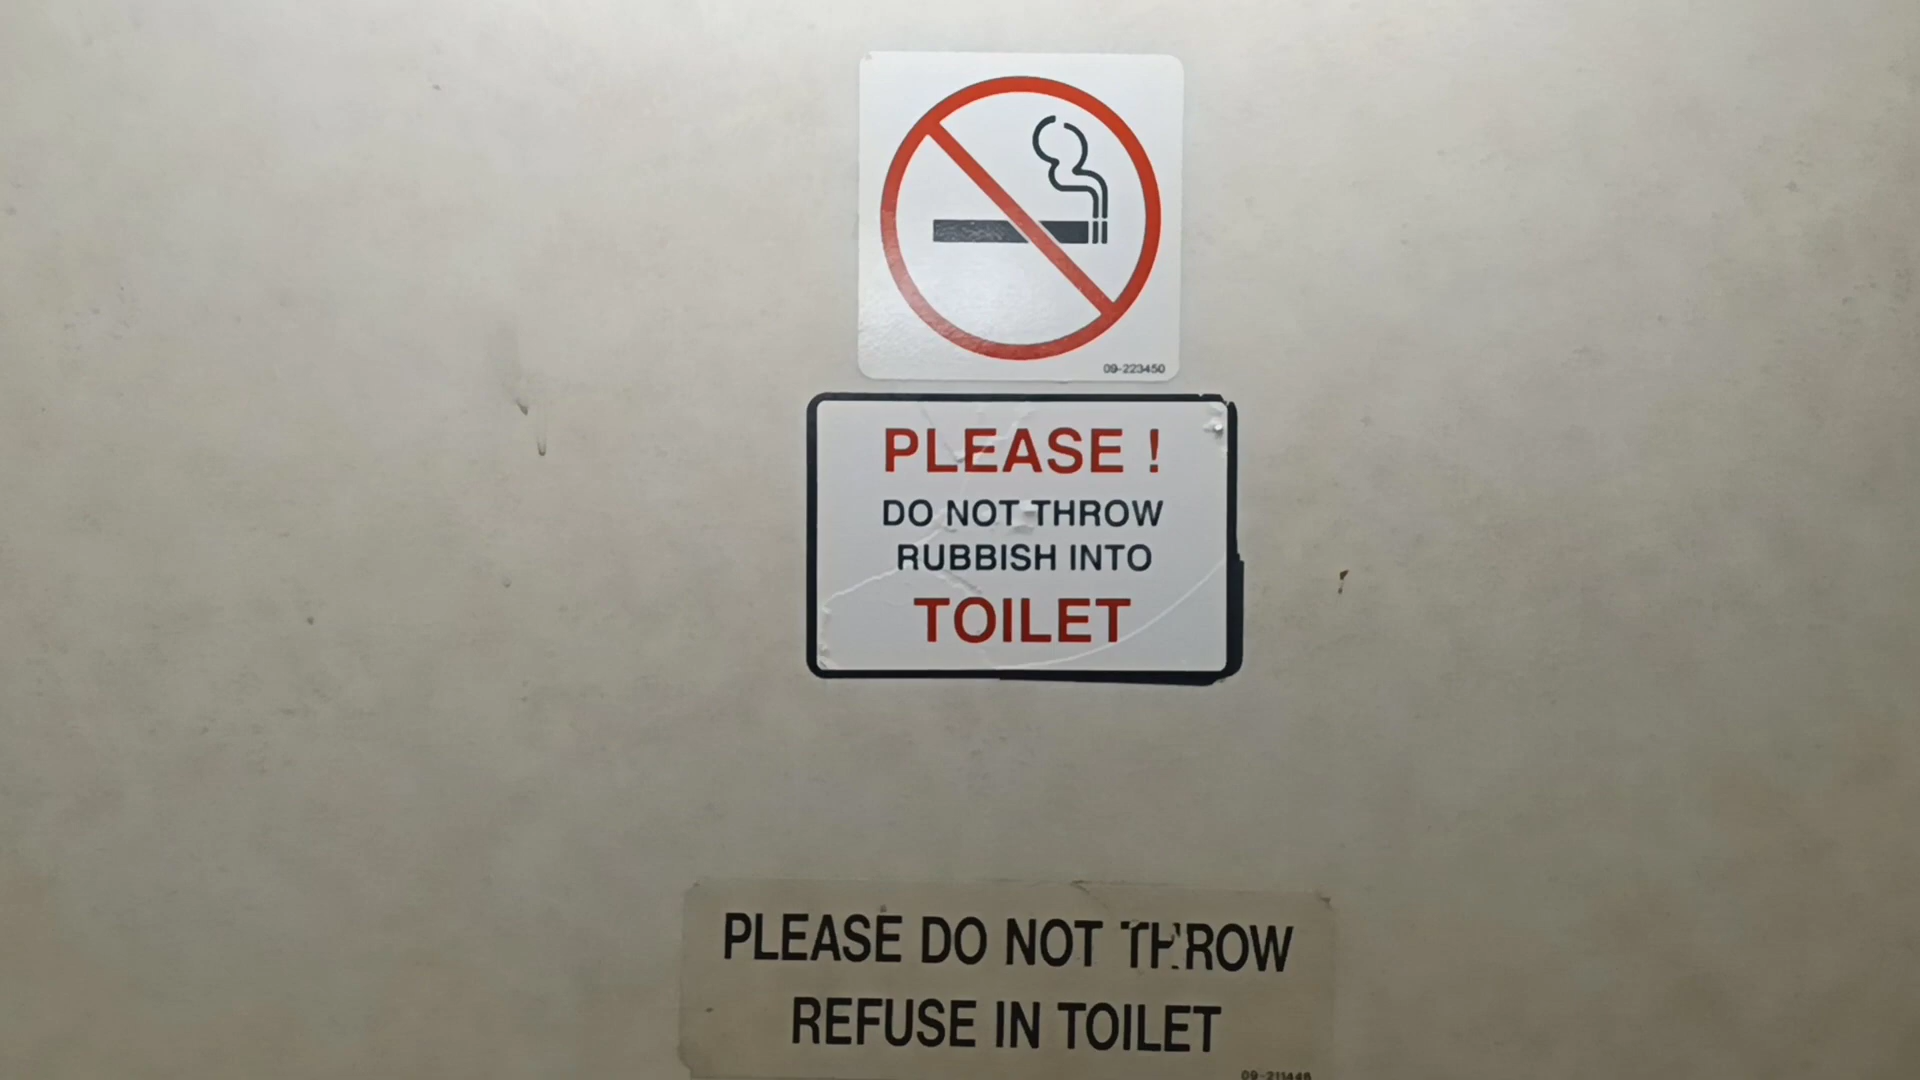 09-223450
PLEASE !
DO NOT THROW
RUBBISH INTO
TOILET
PLEASE DO NOT THROW
REFUSE IN TOILET